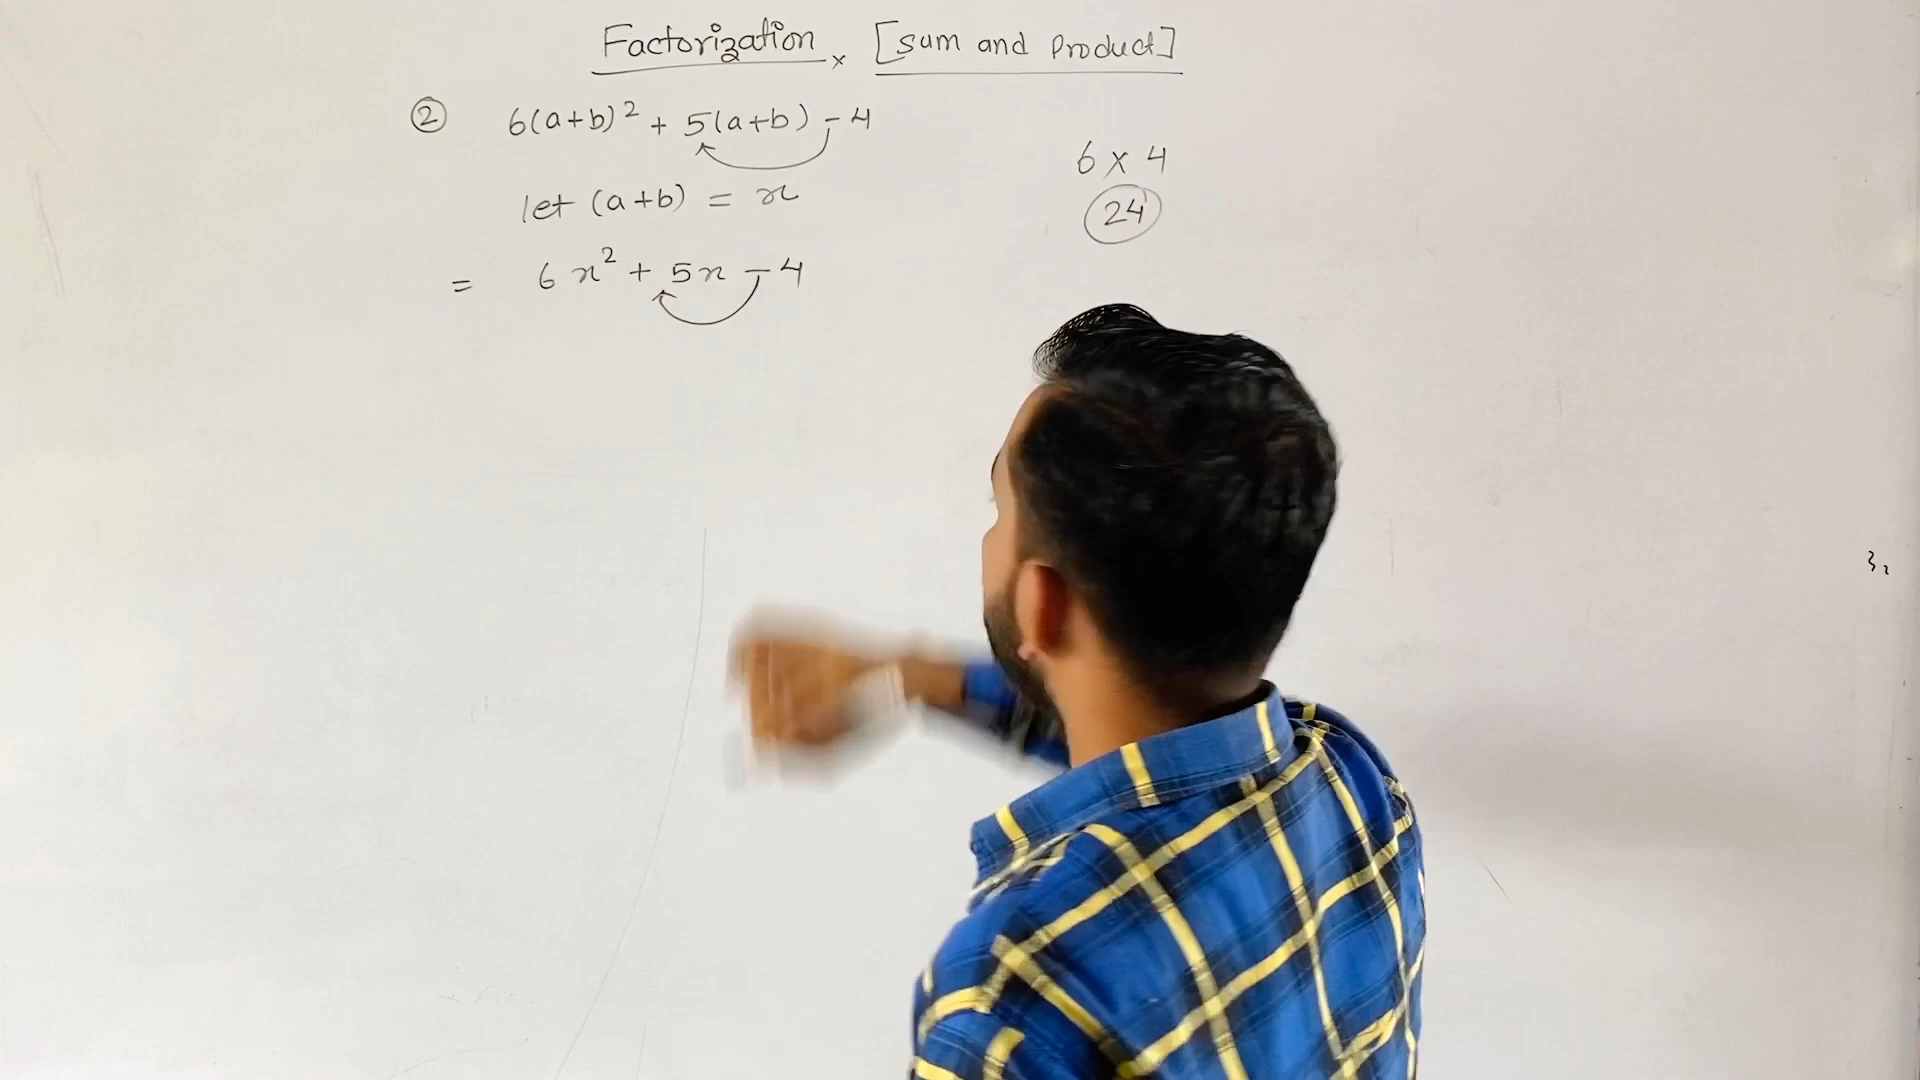 Factorization [sum and Product]
② 6(a+b)² + 5(a+b) - 4
6 x 4
let (a+b) = x
24
= 6x² + 5x - 4